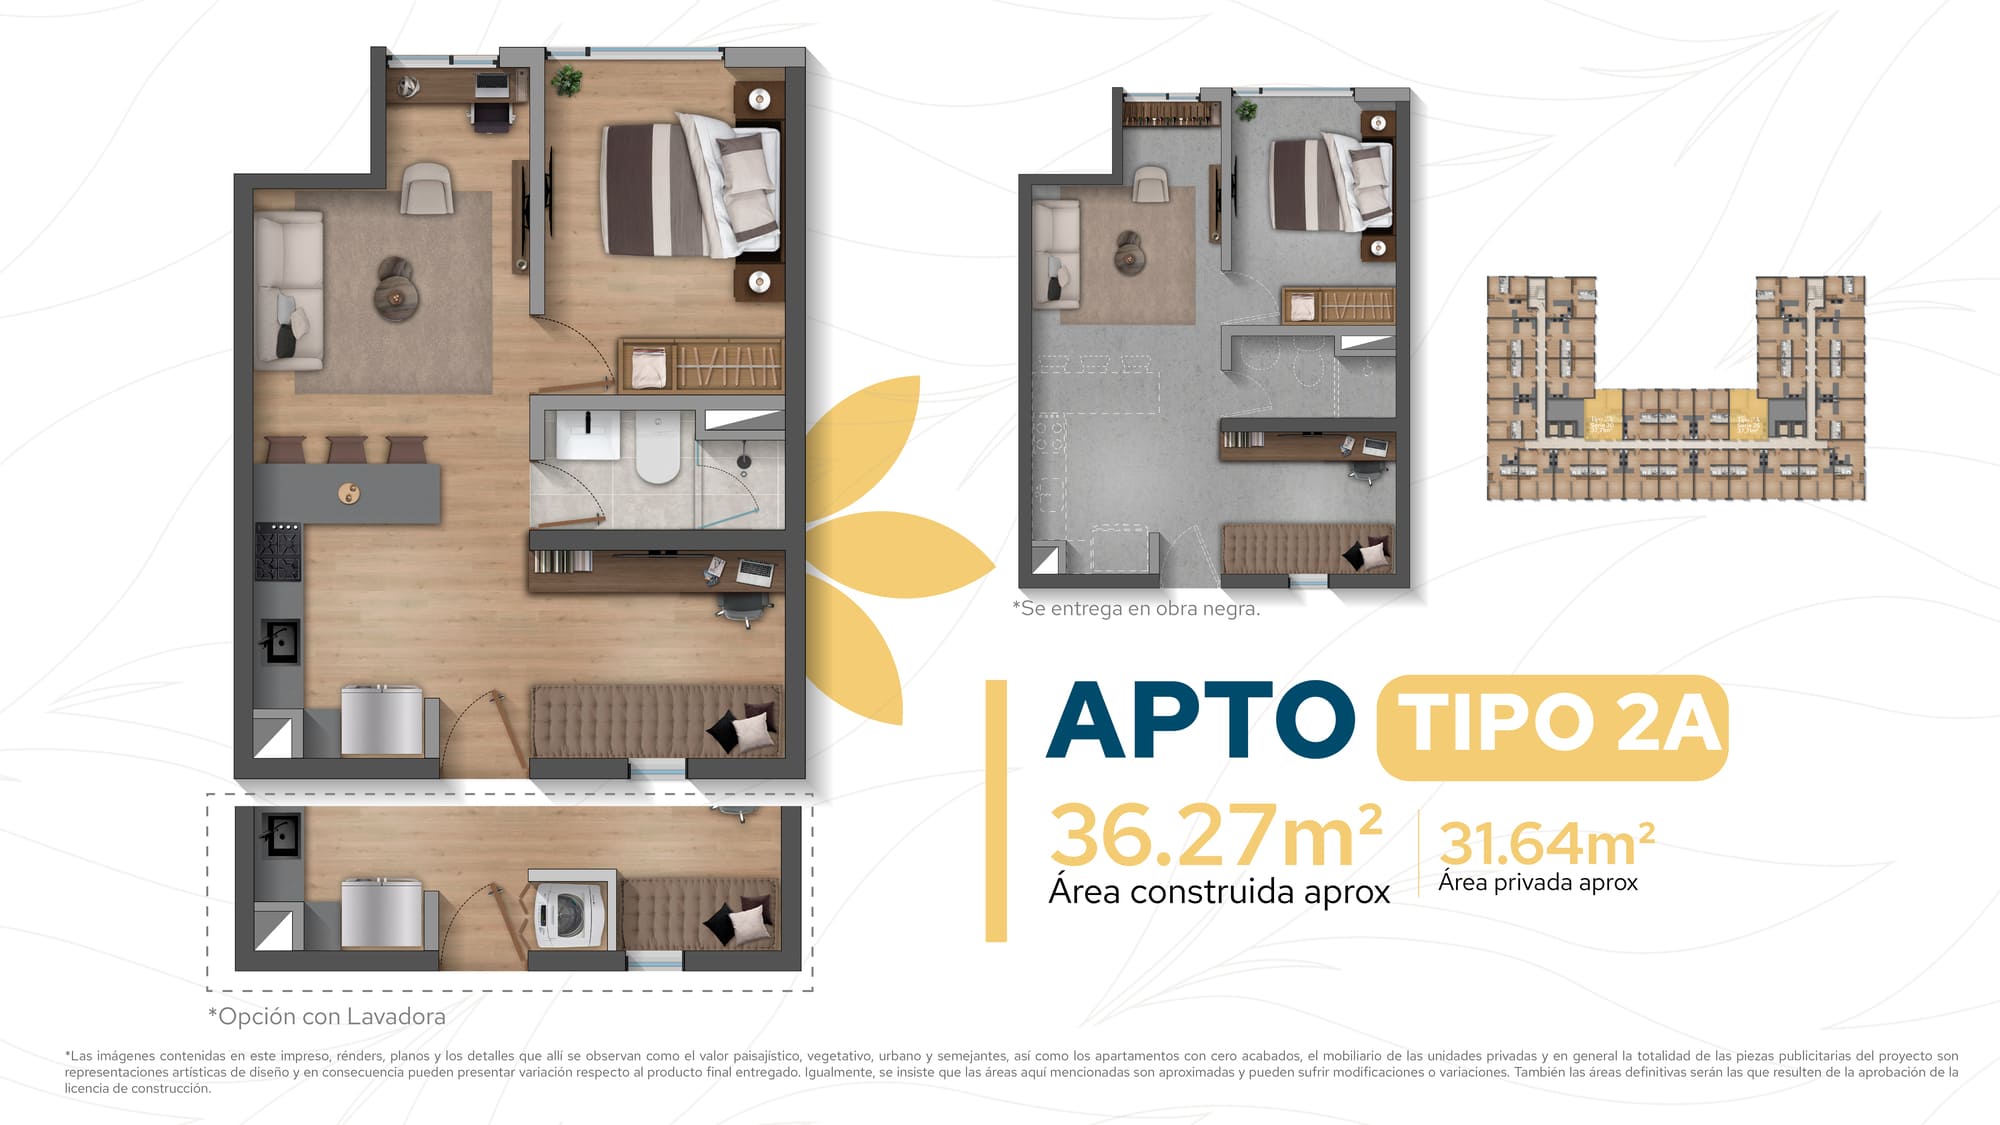 *Se entrega en obra negra.
APTO TIPO 2A
36.27m²
Área construida aprox
31.64m²
Área privada aprox
*Opción con Lavadora
*Las imágenes contenidas en este impreso, rénders, planos y los detalles que allí se observan como el valor paisajístico, vegetativo, urbano y semejantes, así como los apartamentos con cero acabados, el mobiliario de las unidades privadas y en general la totalidad de las piezas publicitarias del proyecto son
representaciones artísticas de diseño y en consecuencia pueden presentar variación respecto al producto final entregado. Igualmente, se insiste que las áreas aquí mencionadas son aproximadas y pueden sufrir modificaciones o variaciones. También las áreas definitivas serán las que resulten de la aprobación de la
licencia de construcción.